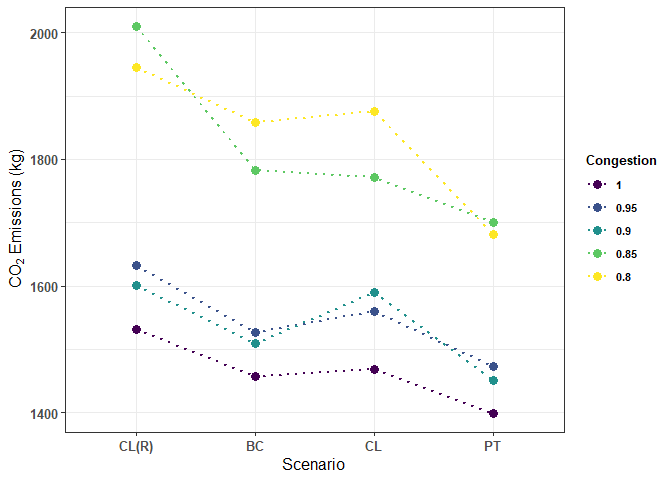 CO₂ Emissions (kg)
2000
1800
1600
1400
CL(R) BC CL PT
Scenario
Congestion
1
0.95
0.9
0.85
0.8